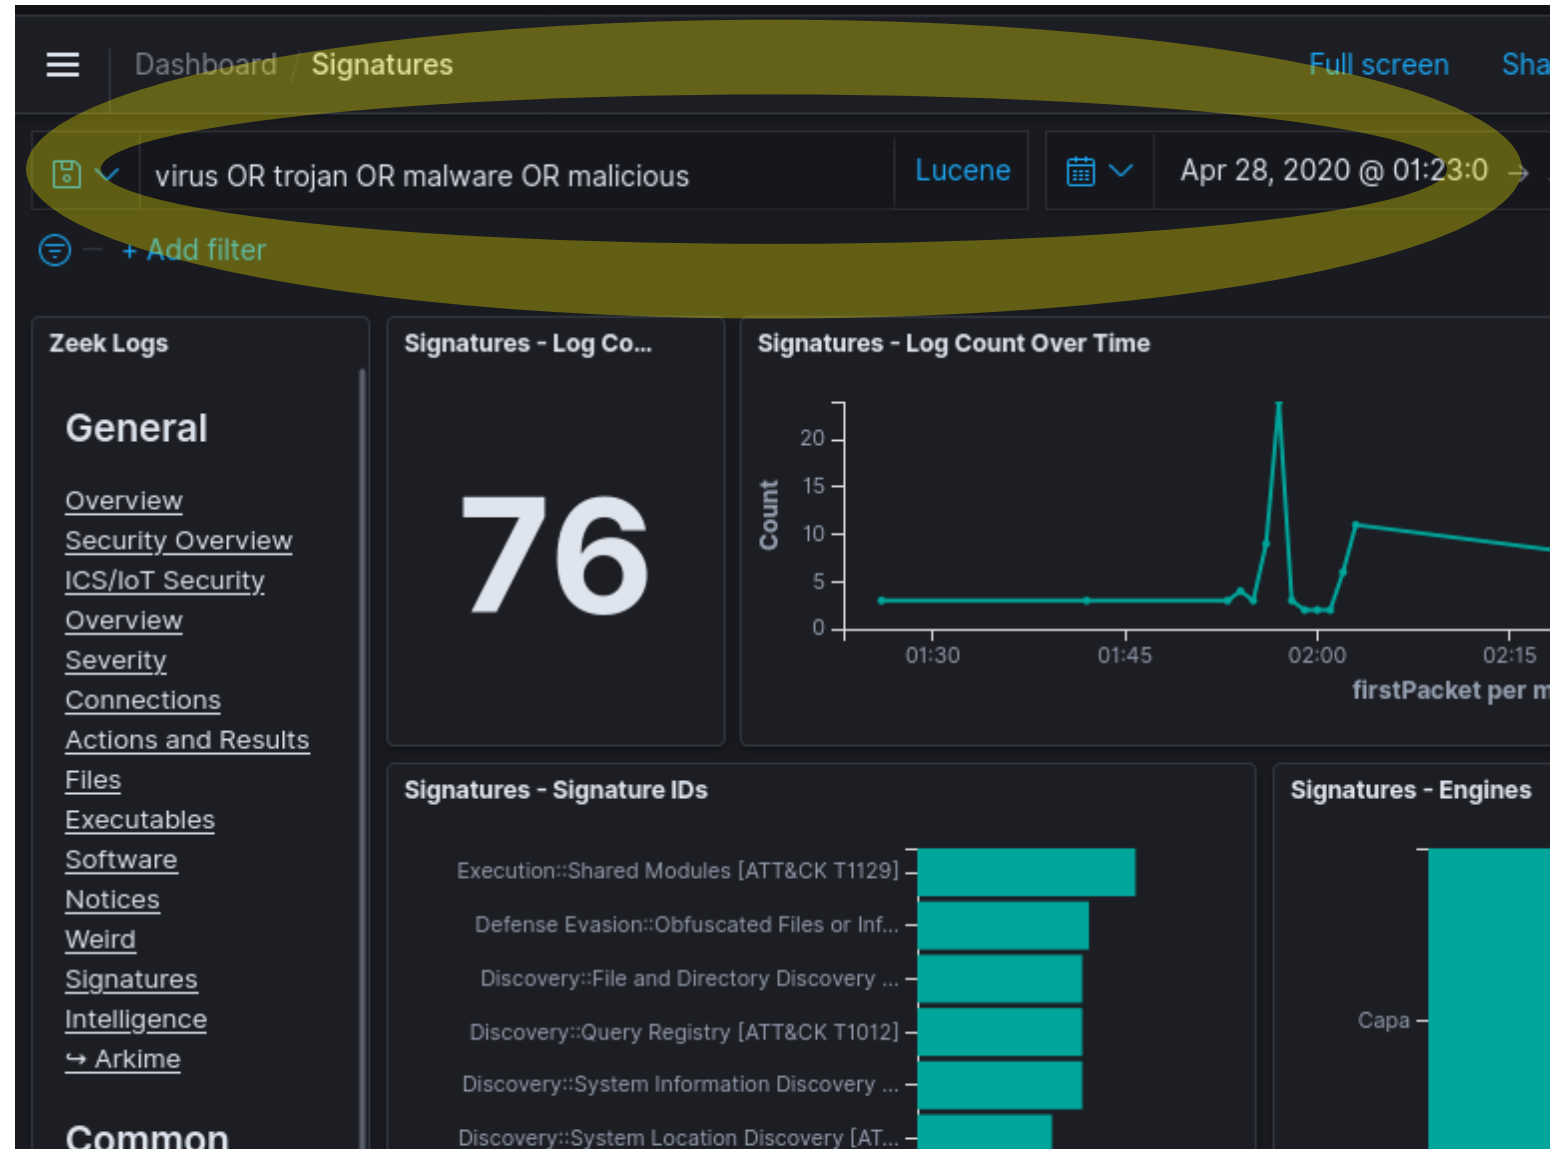 Dashboard / Signatures
Full screen Sha
virus OR trojan OR malware OR malicious Lucene Apr 28, 2020 @ 01:23:0 →
+ Add filter
Zeek Logs
General
Overview
Security Overview
ICS/IoT Security
Overview
Severity
Connections
Actions and Results
Files
Executables
Software
Notices
Weird
Signatures
Intelligence
↪ Arkime
Common
Signatures - Log Co...
76
Signatures - Log Count Over Time
Count
20
15
10
5
0
01:30 01:45 02:00 02:15
firstPacket per m
Signatures - Signature IDs
Execution::Shared Modules [ATT&CK T1129]
Defense Evasion::Obfuscated Files or Inf...
Discovery::File and Directory Discovery ...
Discovery::Query Registry [ATT&CK T1012]
Discovery::System Information Discovery ...
Discovery::System Location Discovery [AT...
Signatures - Engines
Capa